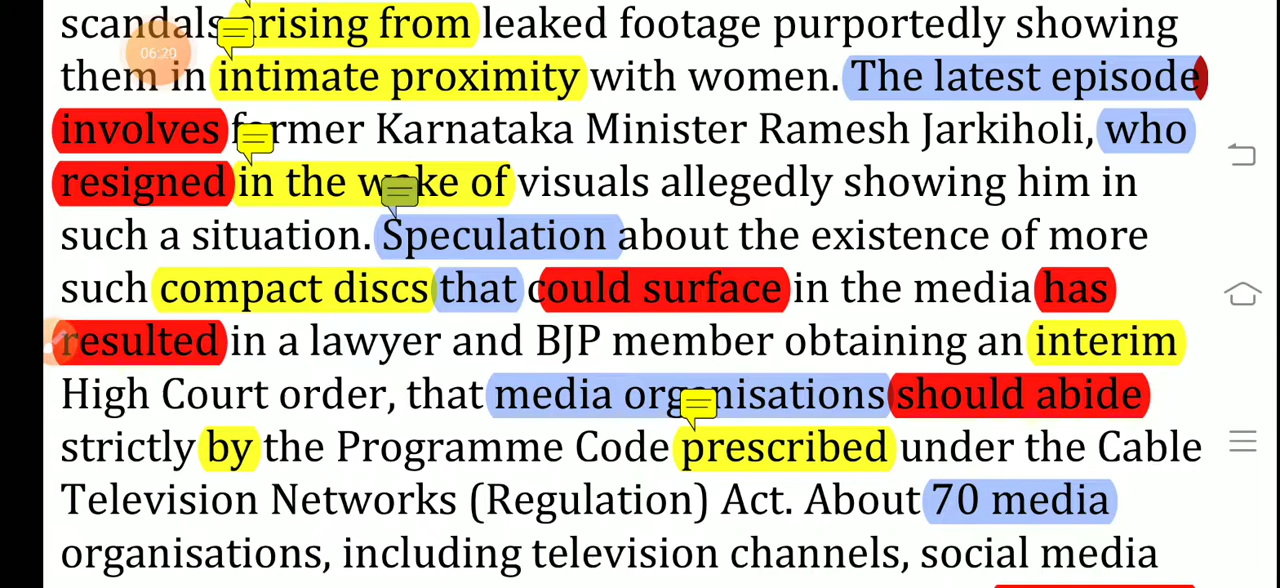 scandals arising from leaked footage purportedly showing
06:20
them in intimate proximity with women. The latest episode
involves former Karnataka Minister Ramesh Jarkiholi, who
resigned in the wake of visuals allegedly showing him in
such a situation. Speculation about the existence of more
such compact discs that could surface in the media has
resulted in a lawyer and BJP member obtaining an interim
High Court order, that media organisations should abide
strictly by the Programme Code prescribed under the Cable
Television Networks (Regulation) Act. About 70 media
organisations, including television channels, social media